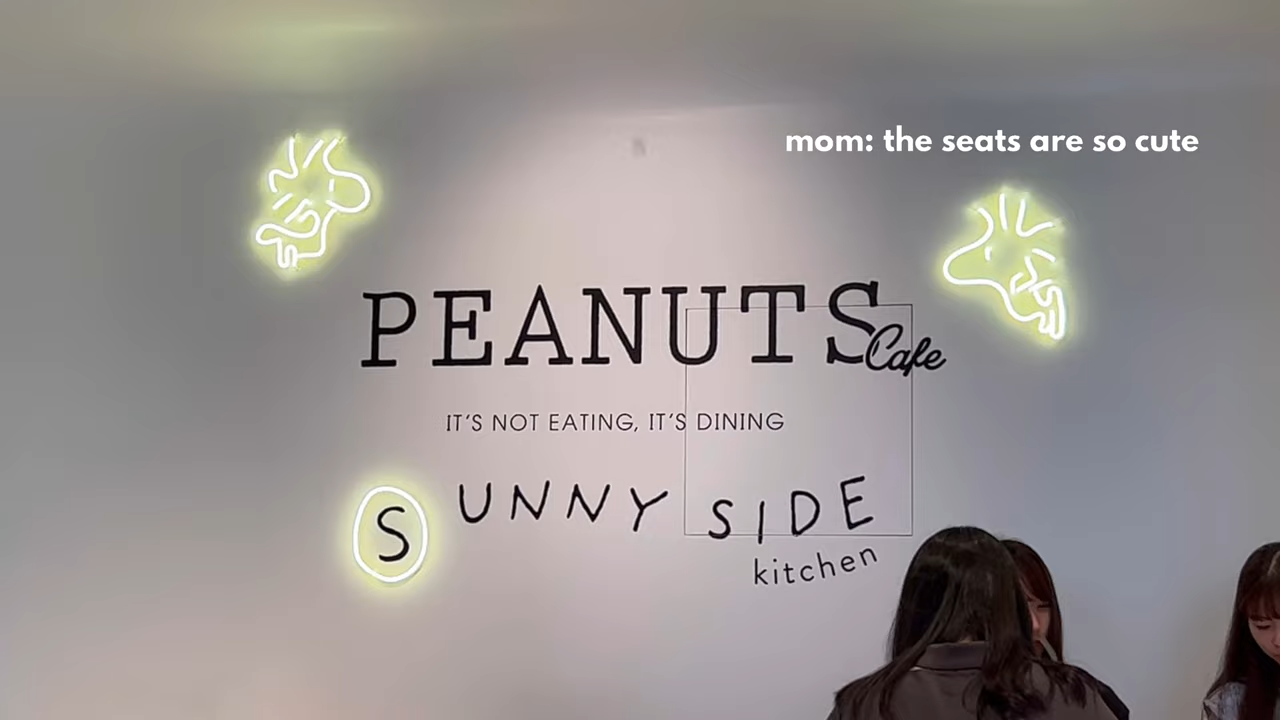 mom: the seats are so cute
PEANUTS
Cafe
IT'S NOT EATING, IT'S DINING
SUNNY SIDE
kitchen